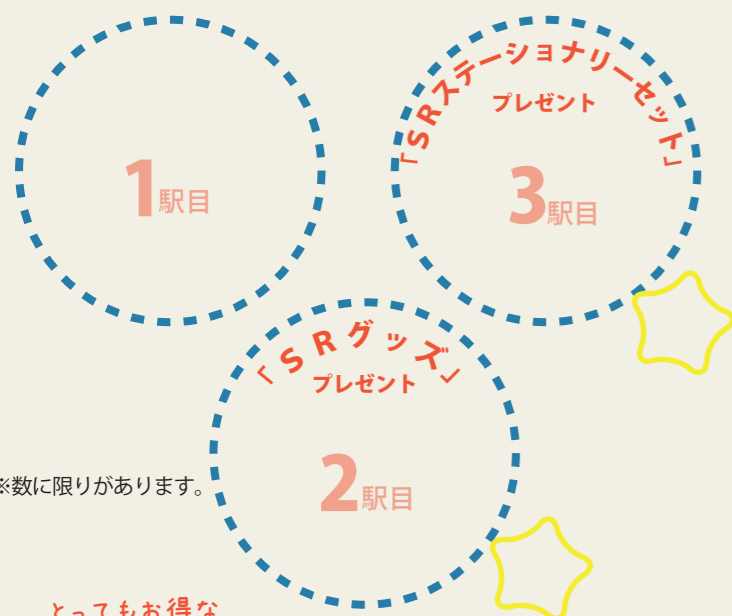 1駅目
「SRステーショナリーセット」
プレゼント
3駅目
「SRグッズ」
プレゼント
2駅目
※数に限りがあります。
とってもお得な